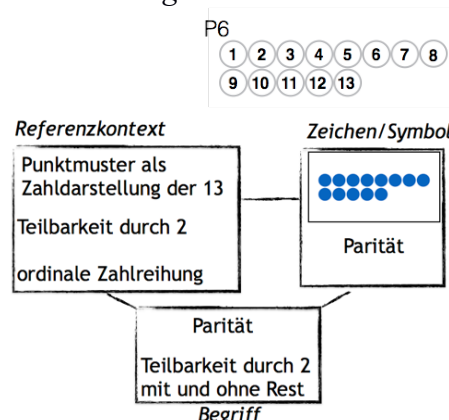 P6
1 2 3 4 5 6 7 8
9 10 11 12 13
Referenzkontext
Punktmuster als
Zahldarstellung der 13
Teilbarkeit durch 2
ordinale Zahlreihung
Zeichen/Symbol
Parität
Parität
Teilbarkeit durch 2
mit und ohne Rest
Begriff